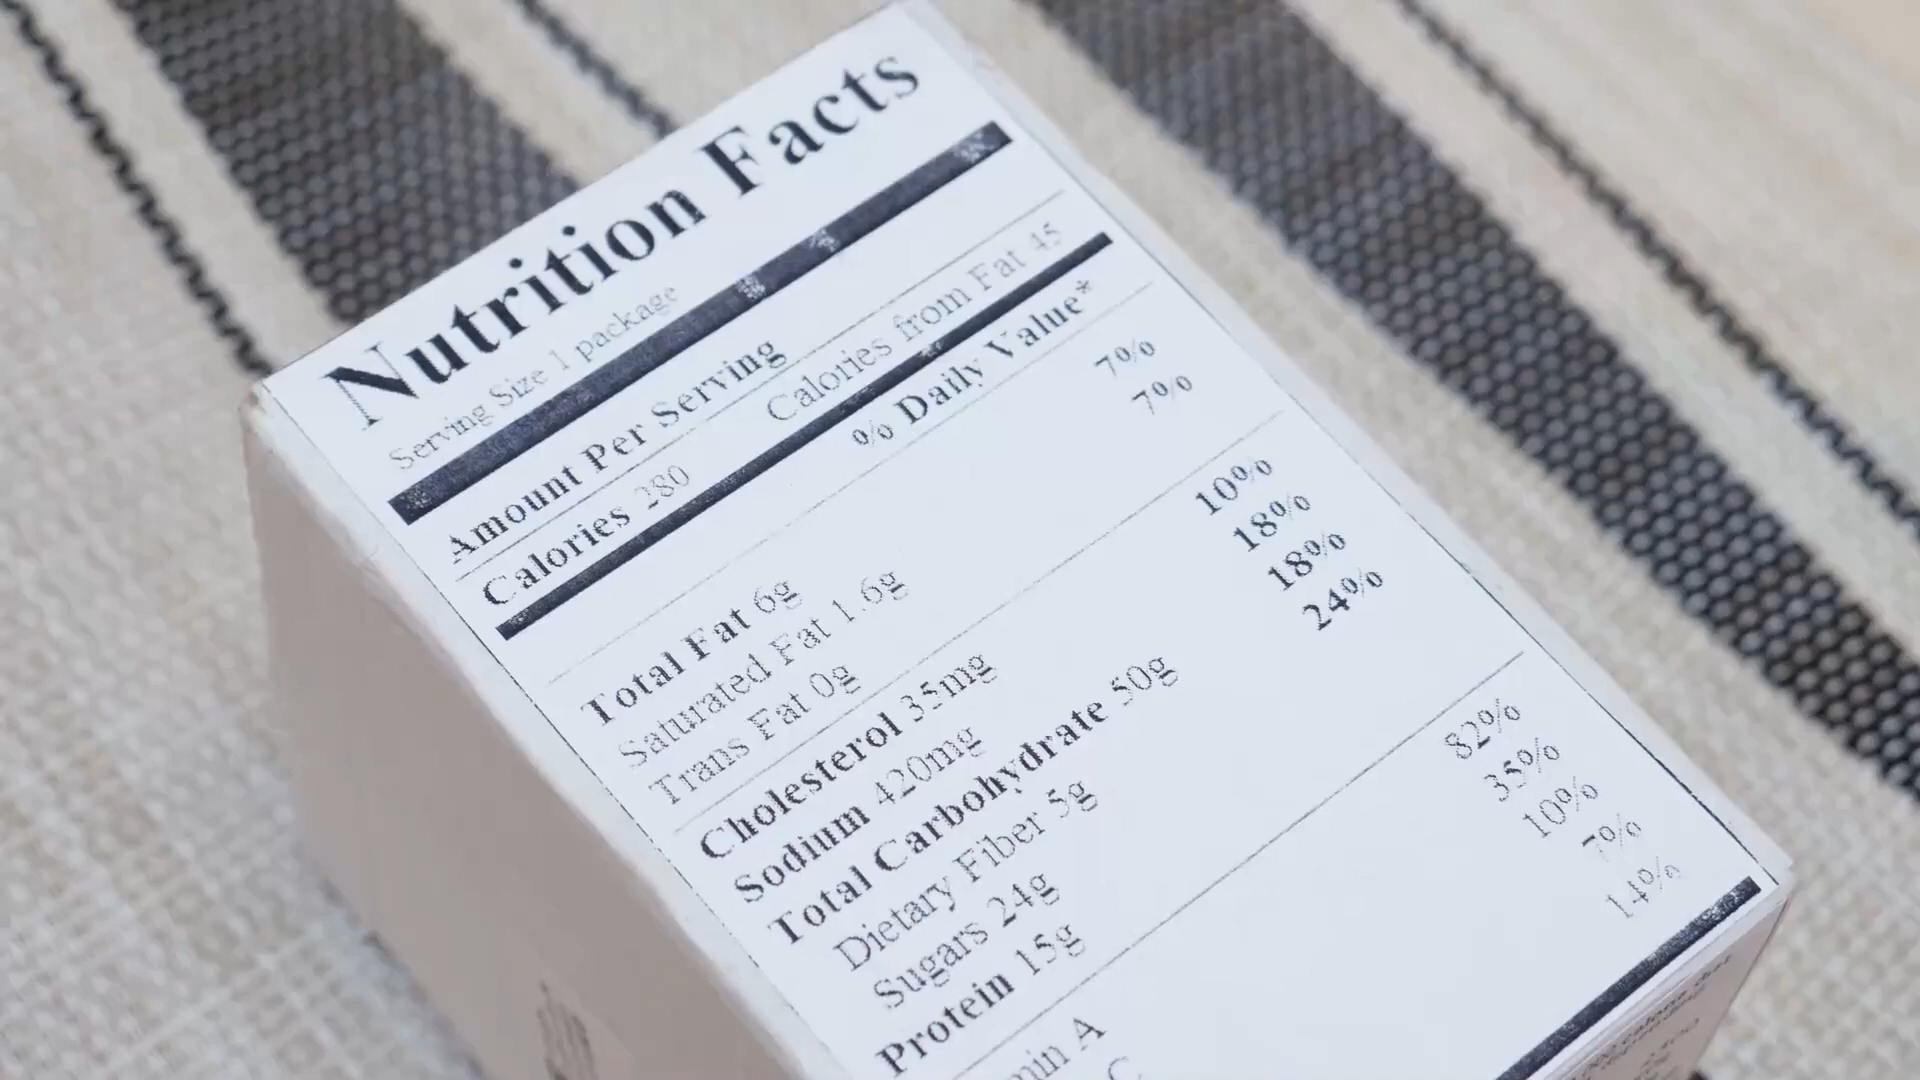 Nutrition Facts
Serving Size 1 package
Amount Per Serving
Calories 280 Calories from Fat 45
% Daily Value*
Total Fat 6g 7%
Saturated Fat 1.6g 7%
Trans Fat 0g
Cholesterol 35mg 10%
Sodium 420mg 18%
Total Carbohydrate 50g 18%
Dietary Fiber 5g 24%
Sugars 24g
Protein 15g
A 82%
C 35%
10%
7%
14%